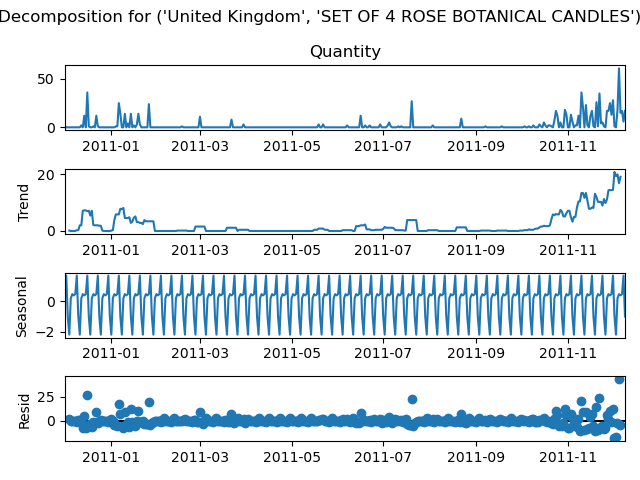 Decomposition for ('United Kingdom', 'SET OF 4 ROSE BOTANICAL CANDLES')
Quantity
50
0
2011-01 2011-03 2011-05 2011-07 2011-09 2011-11
Trend
20
0
2011-01 2011-03 2011-05 2011-07 2011-09 2011-11
Seasonal
0
−2
2011-01 2011-03 2011-05 2011-07 2011-09 2011-11
Resid
25
0
2011-01 2011-03 2011-05 2011-07 2011-09 2011-11